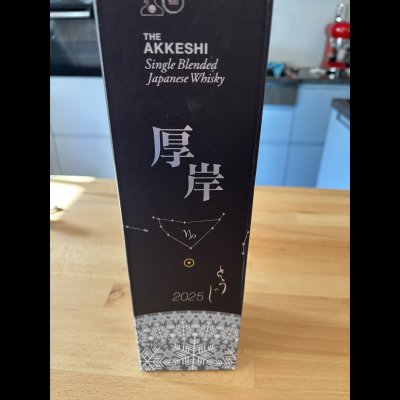 THE
AKKESHI
Single Blended
Japanese Whisky
厚岸
♑
とうじ
2025